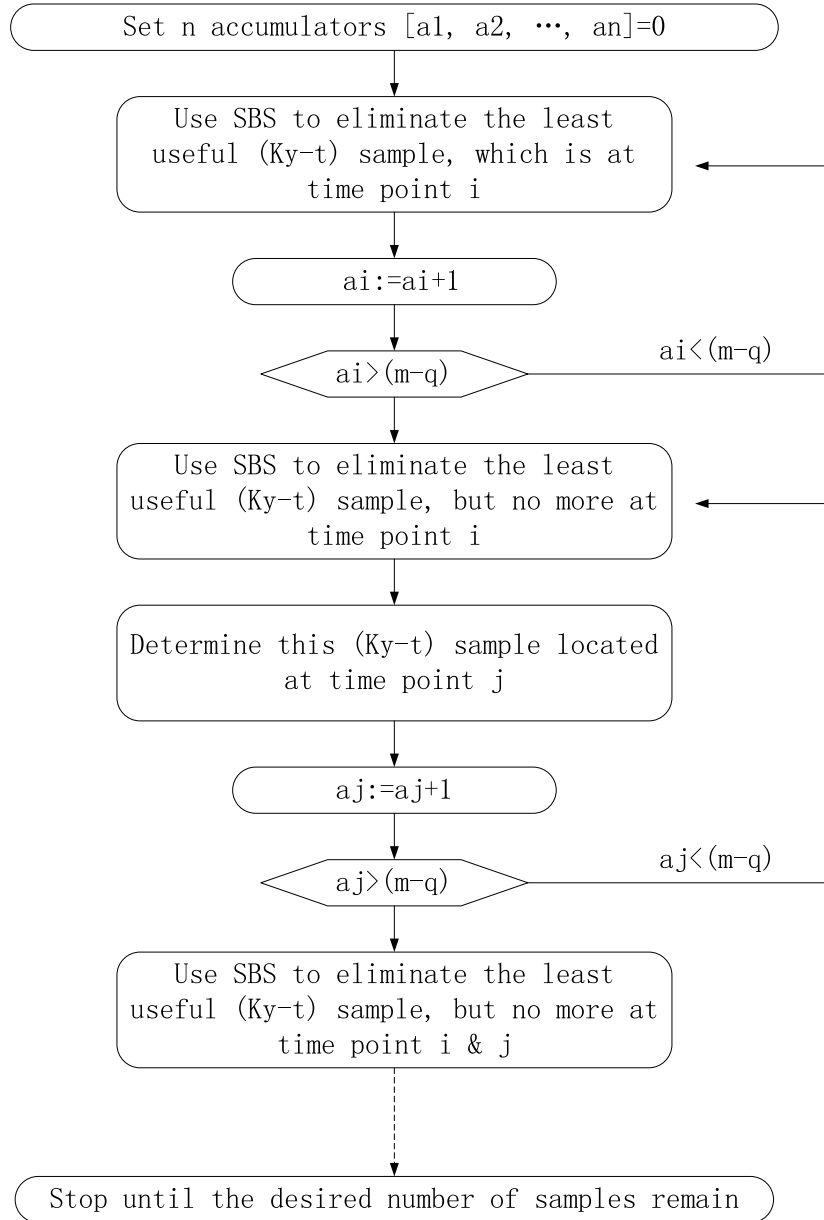 Set n accumulators [a1, a2, …, an]=0
Use SBS to eliminate the least
useful (Ky-t) sample, which is at
time point i
ai:=ai+1
ai>(m-q)
ai<(m-q)
Use SBS to eliminate the least
useful (Ky-t) sample, but no more at
time point i
Determine this (Ky-t) sample located
at time point j
aj:=aj+1
aj>(m-q)
aj<(m-q)
Use SBS to eliminate the least
useful (Ky-t) sample, but no more at
time point i & j
Stop until the desired number of samples remain